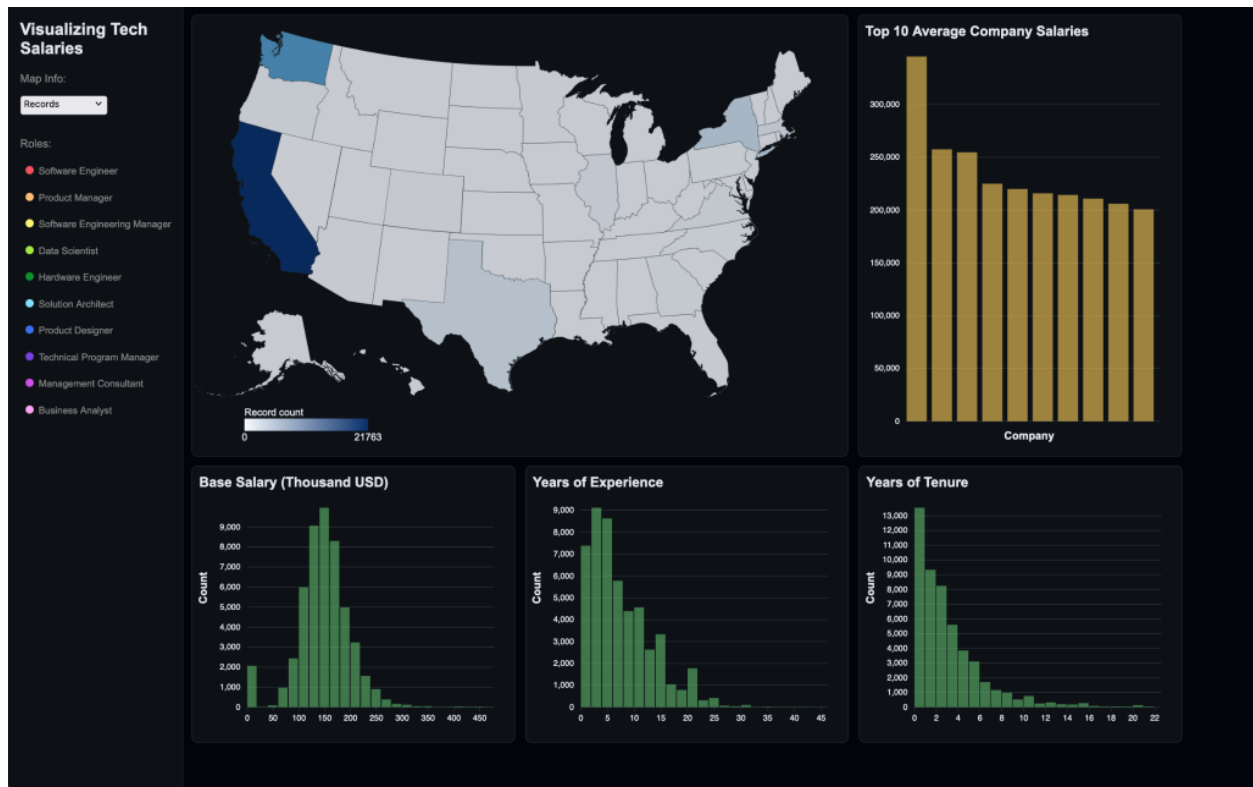 Visualizing Tech
Salaries
Map Info:
Records
Roles:
Software Engineer
Product Manager
Software Engineering Manager
Data Scientist
Hardware Engineer
Solution Architect
Product Designer
Technical Program Manager
Management Consultant
Business Analyst
Record count
0
21763
Top 10 Average Company Salaries
300,000
250,000
200,000
150,000
100,000
50,000
0
Company
Base Salary (Thousand USD)
Count
9,000
8,000
7,000
6,000
5,000
4,000
3,000
2,000
1,000
0
0 50 100 150 200 250 300 350 400 450
Years of Experience
Count
9,000
8,000
7,000
6,000
5,000
4,000
3,000
2,000
1,000
0
0 5 10 15 20 25 30 35 40 45
Years of Tenure
Count
13,000
12,000
11,000
10,000
9,000
8,000
7,000
6,000
5,000
4,000
3,000
2,000
1,000
0
0 2 4 6 8 10 12 14 16 18 20 22